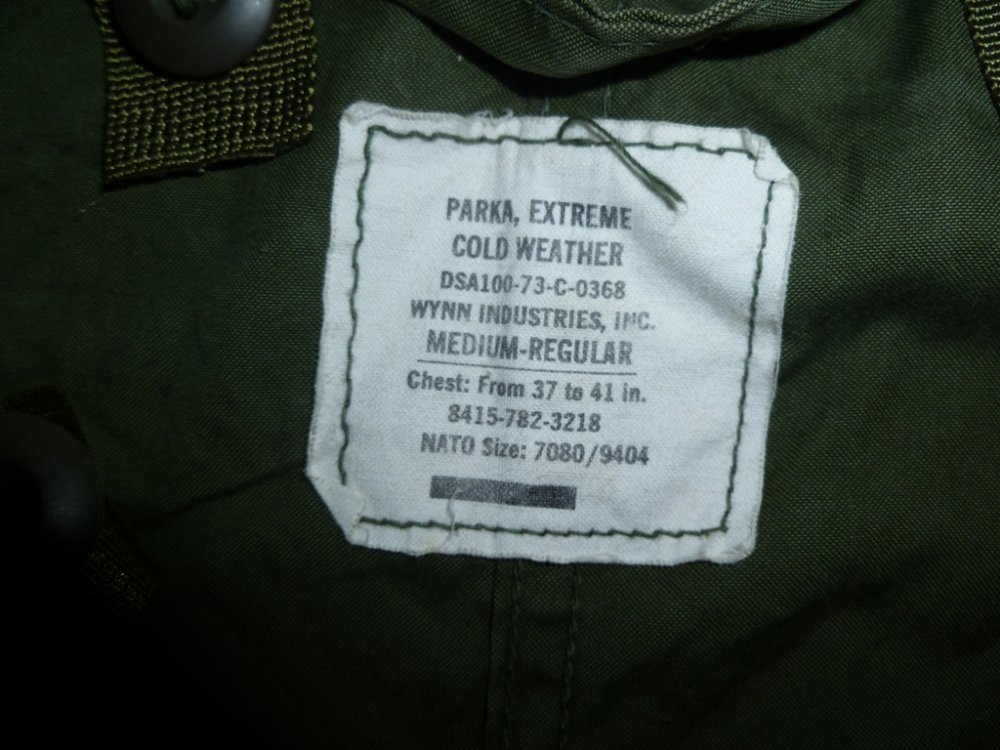 PARKA, EXTREME
COLD WEATHER
DSA100-73-C-0368
WYNN INDUSTRIES, INC.
MEDIUM-REGULAR
Chest: From 37 to 41 in.
8415-782-3218
NATO Size: 7080/9404